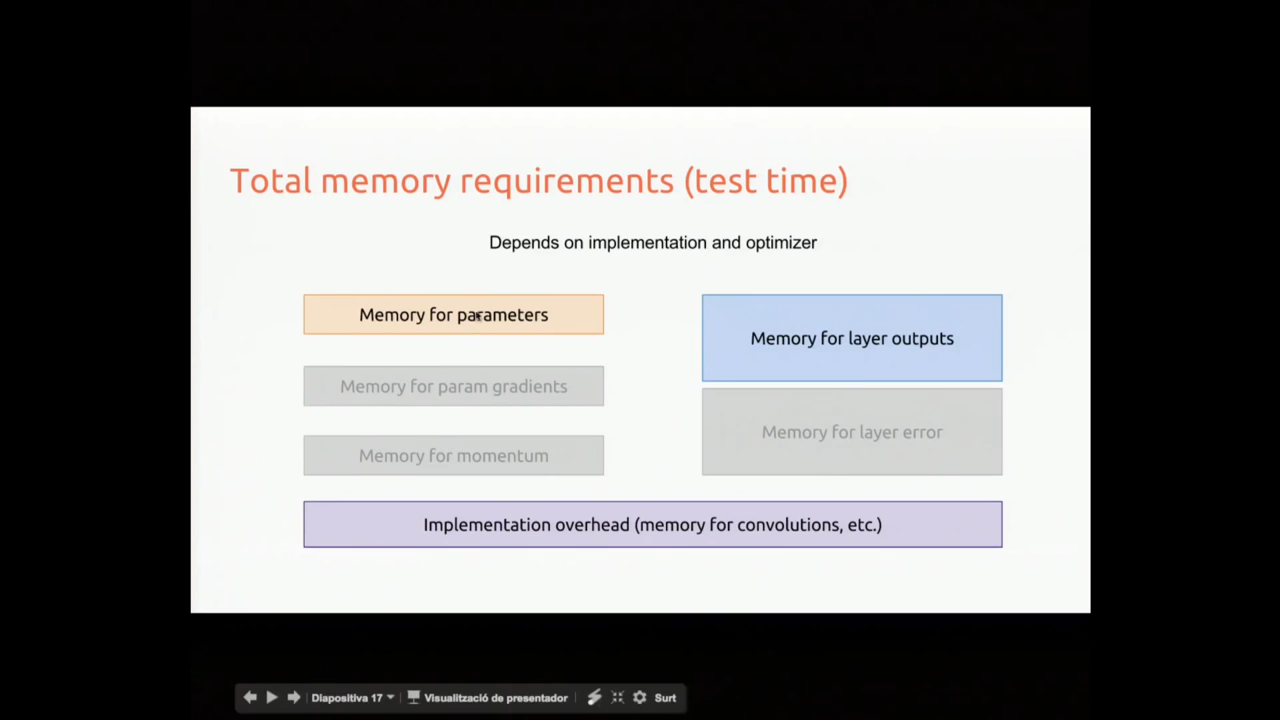 Total memory requirements (test time)
Depends on implementation and optimizer
Memory for parameters
Memory for layer outputs
Memory for param gradients
Memory for layer error
Memory for momentum
Implementation overhead (memory for convolutions, etc.)
Diapositiva 17
Visualització de presentador
Surt